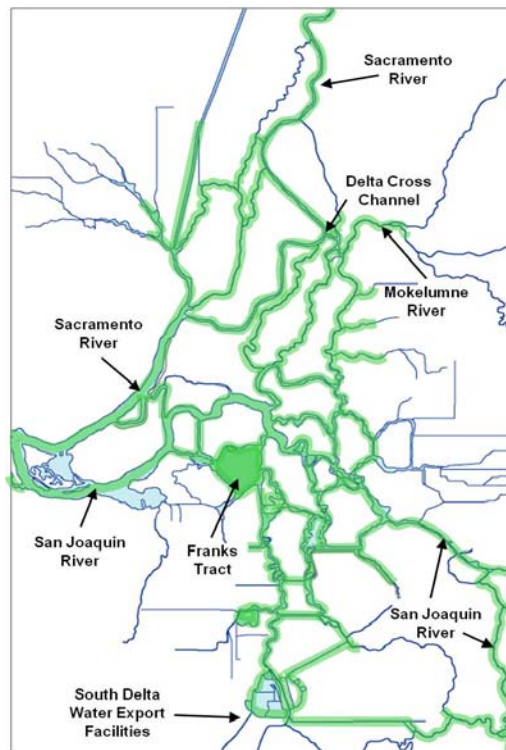 Sacramento
River
Delta Cross
Channel
Mokelumne
River
Sacramento
River
San Joaquin
River
Franks
Tract
San Joaquin
River
South Delta
Water Export
Facilities